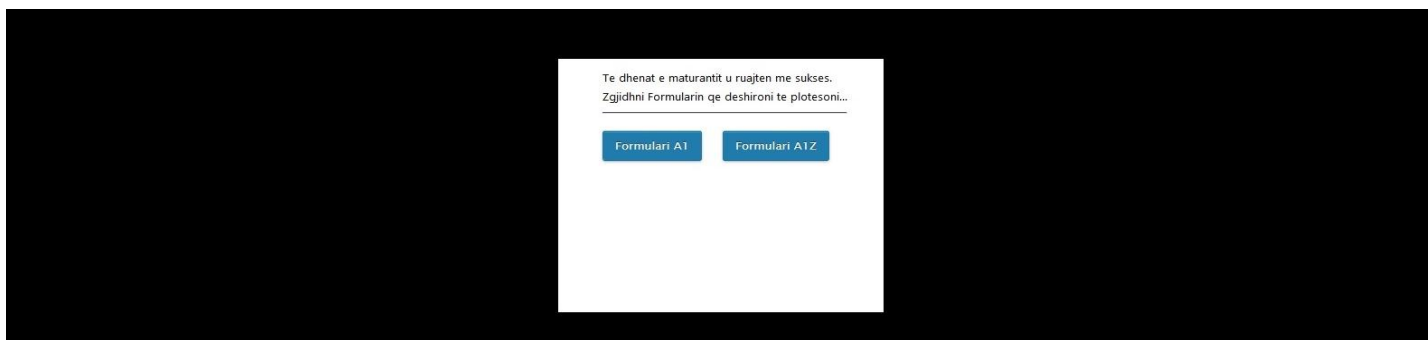 Te dhenat e maturantit u ruajten me sukses.
Zgjidhni Formularin qe deshironi te plotesoni...
Formulari A1
Formulari A1Z